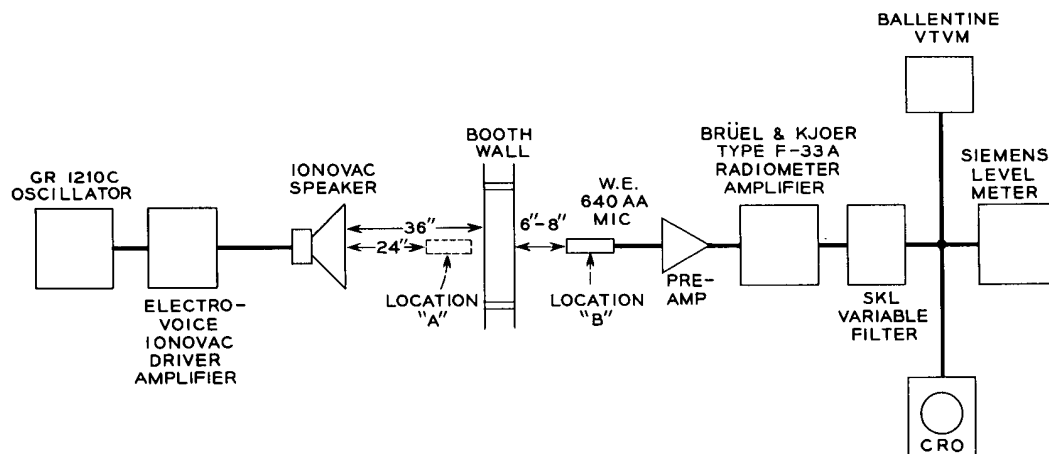 GR 1210C
OSCILLATOR
ELECTRO-
VOICE
IONOVAC
DRIVER
AMPLIFIER
IONOVAC
SPEAKER
36"
24"
LOCATION
"A"
BOOTH
WALL
6"-8"
W.E.
640 AA
MIC
LOCATION
"B"
PRE-
AMP
BRÜEL & KJOER
TYPE F-33A
RADIOMETER
AMPLIFIER
SKL
VARIABLE
FILTER
BALLENTINE
VTVM
SIEMENS
LEVEL
METER
CRO